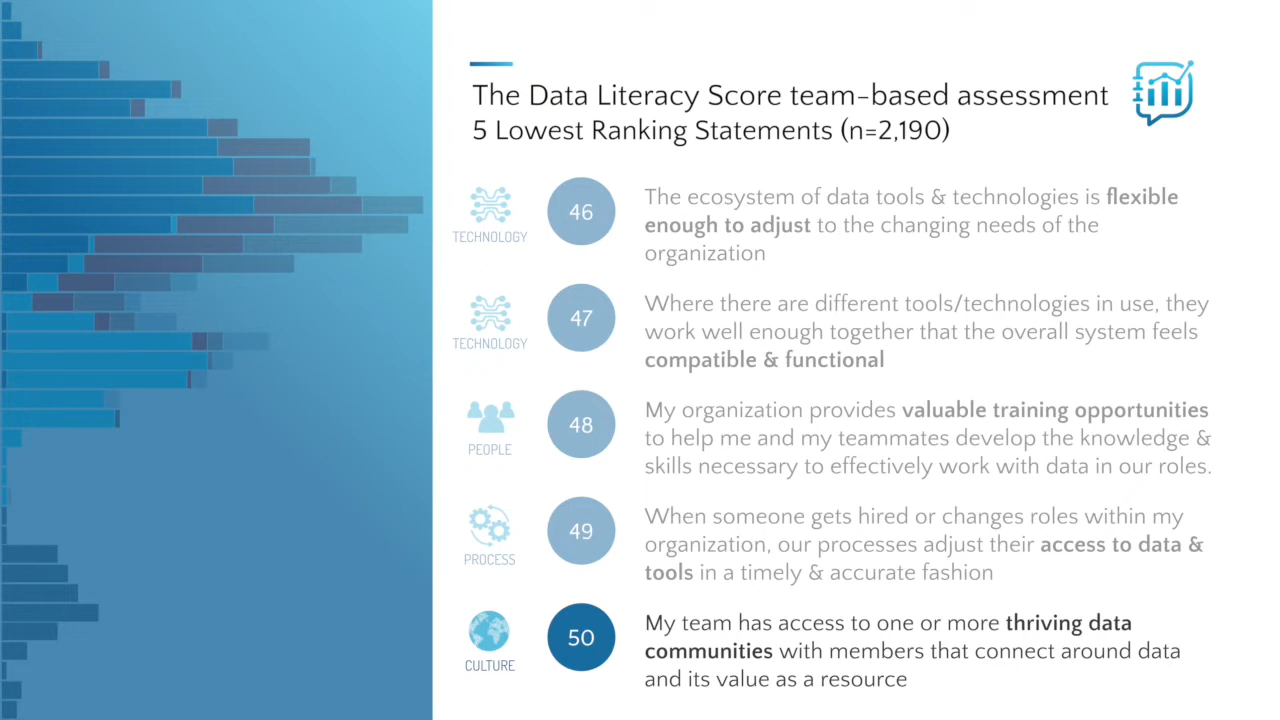 The Data Literacy Score team-based assessment
5 Lowest Ranking Statements (n=2,190)
TECHNOLOGY
46
The ecosystem of data tools & technologies is flexible
enough to adjust to the changing needs of the
organization
TECHNOLOGY
47
Where there are different tools/technologies in use, they
work well enough together that the overall system feels
compatible & functional
PEOPLE
48
My organization provides valuable training opportunities
to help me and my teammates develop the knowledge &
skills necessary to effectively work with data in our roles.
PROCESS
49
When someone gets hired or changes roles within my
organization, our processes adjust their access to data &
tools in a timely & accurate fashion
CULTURE
50
My team has access to one or more thriving data
communities with members that connect around data
and its value as a resource